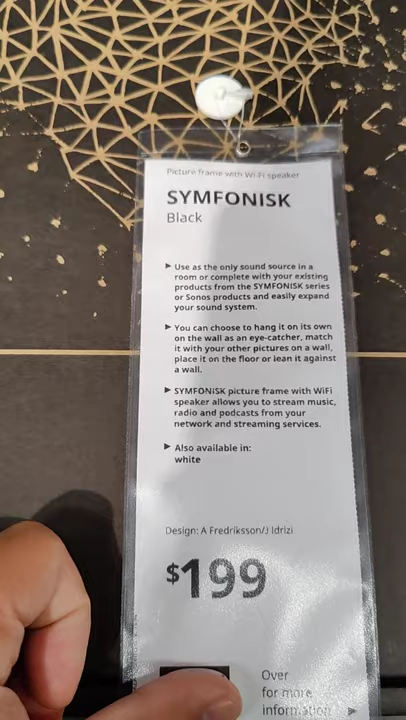 Picture frame with Wi-Fi speaker
SYMFONISK
Black
▶ Use as the only sound source in a
room or complete with your existing
products from the SYMFONISK series
or Sonos products and easily expand
your sound system.
▶ You can choose to hang it on its own
on the wall as an eye-catcher, match
it with your other pictures on a wall,
place it on the floor or lean it against
a wall.
▶ SYMFONISK picture frame with WiFi
speaker allows you to stream music,
radio and podcasts from your
network and streaming services.
▶ Also available in:
white
Design: A Fredriksson/J Idrizi
$199
Over
for more
information ▶